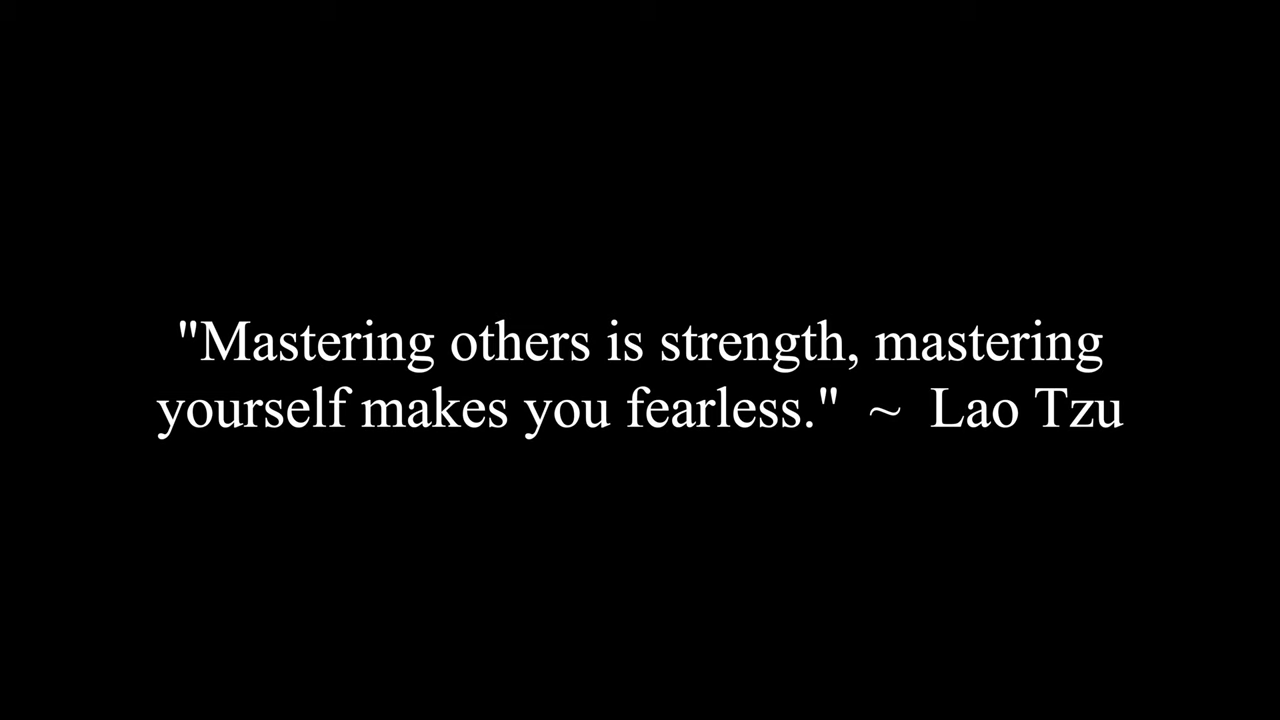 "Mastering others is strength, mastering
yourself makes you fearless."  ~  Lao Tzu